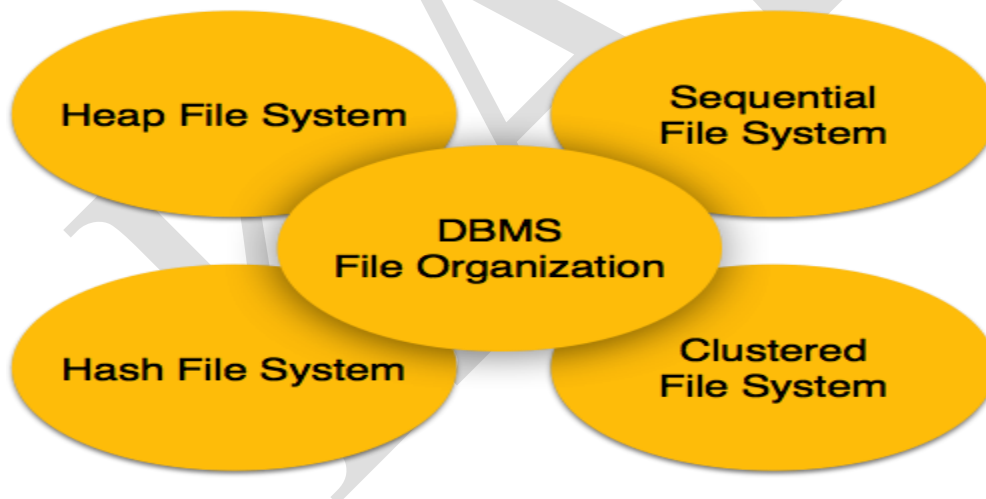 Heap File System
Sequential
File System
DBMS
File Organization
Hash File System
Clustered
File System